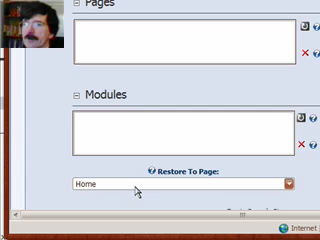 Pages
Modules
Restore To Page:
Home
Internet